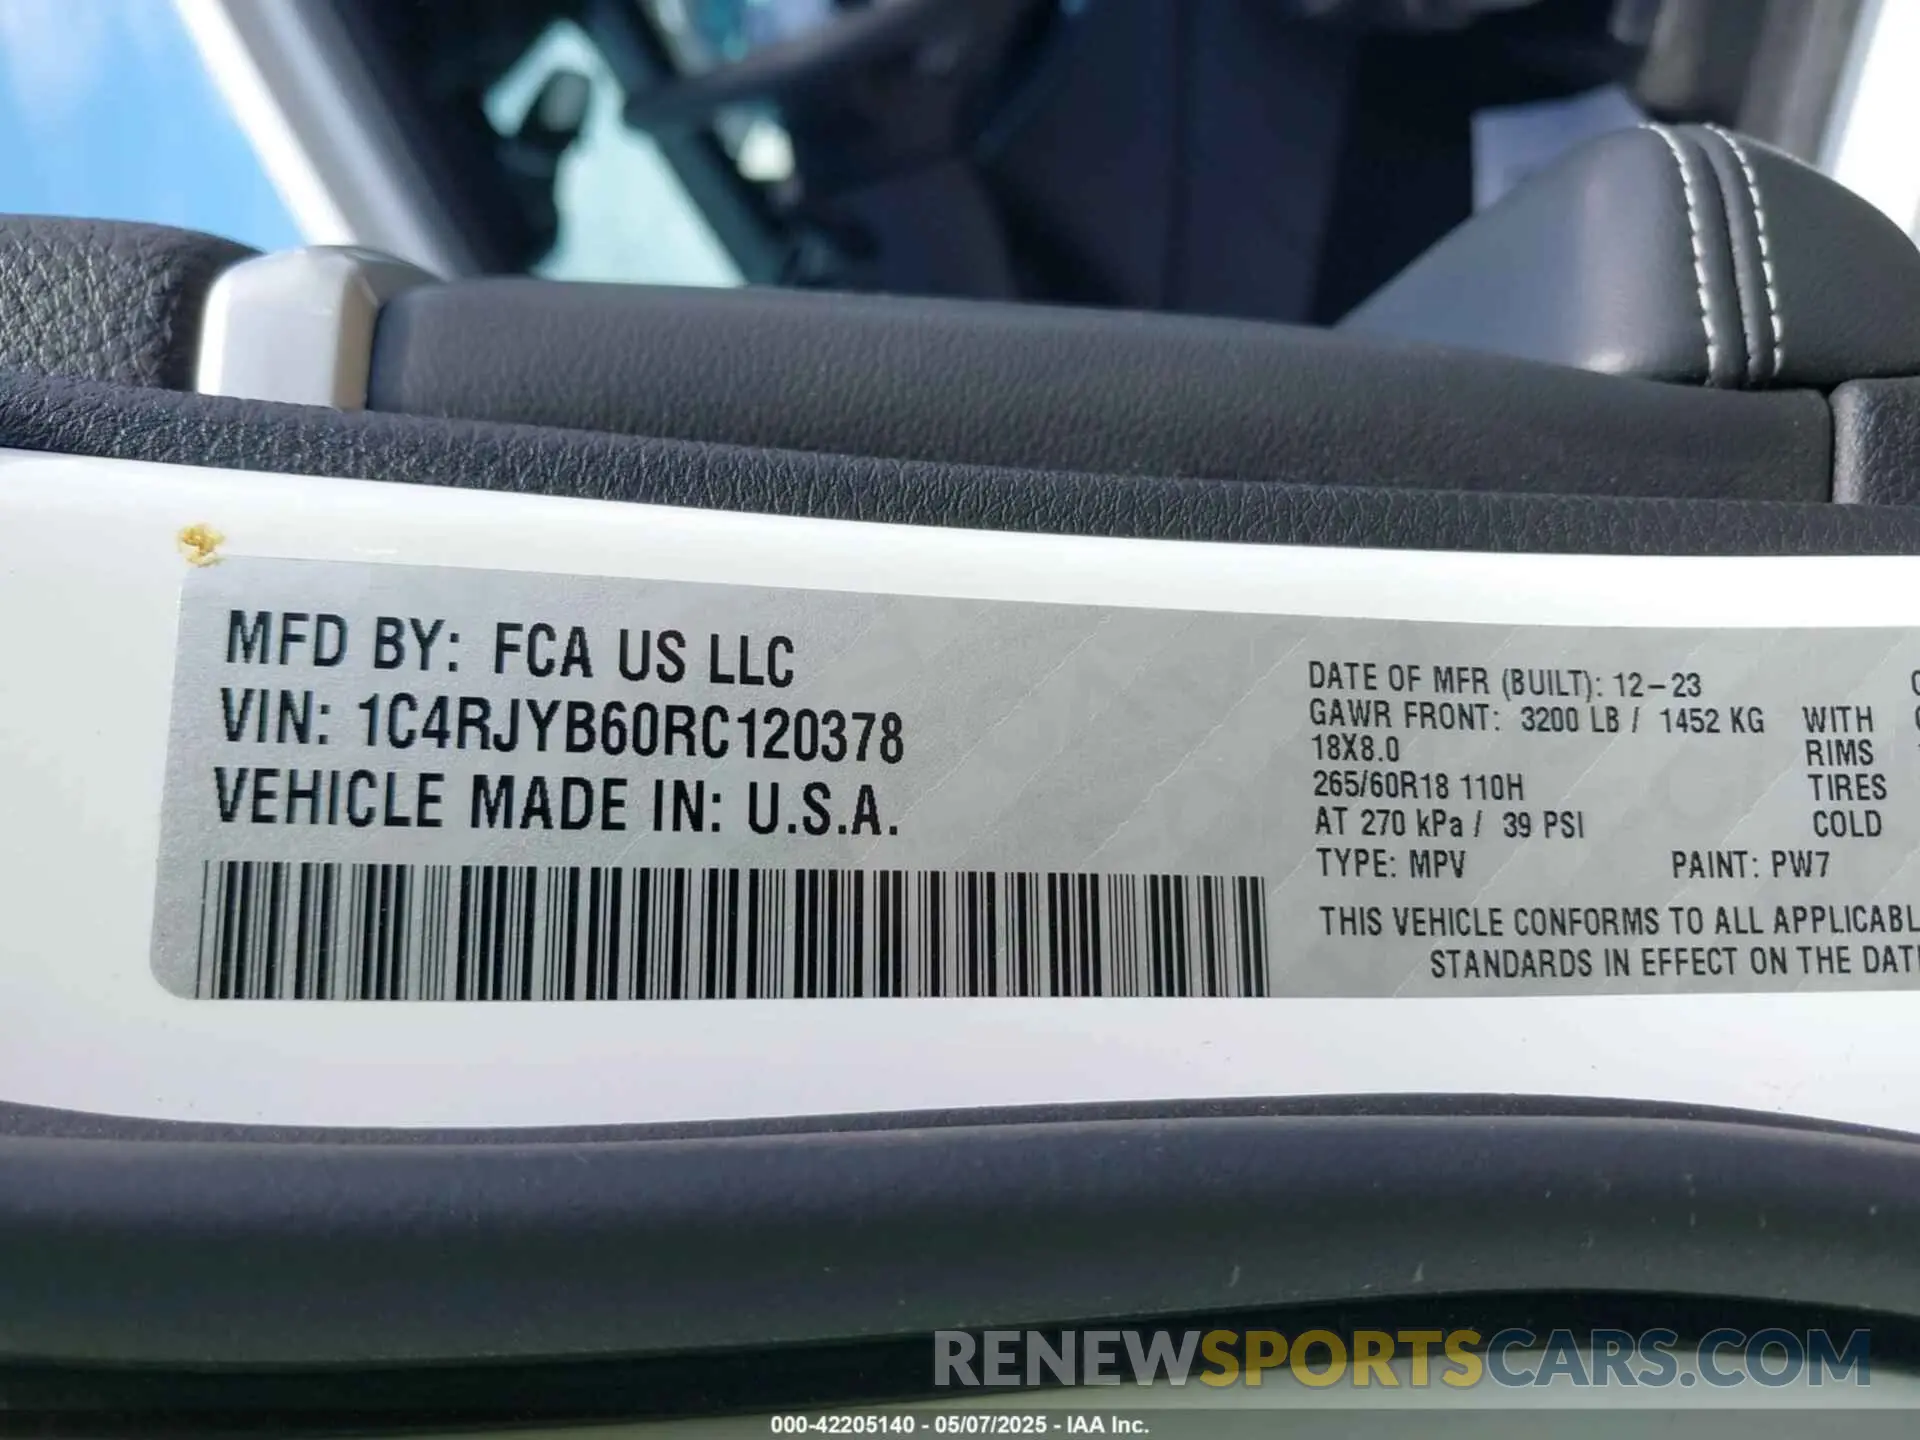 MFD BY: FCA US LLC
VIN: 1C4RJYB60RC120378
VEHICLE MADE IN: U.S.A.
DATE OF MFR (BUILT): 12-23
GAWR FRONT: 3200 LB / 1452 KG WITH
18X8.0 RIMS
265/60R18 110H TIRES
AT 270 kPa / 39 PSI COLD
TYPE: MPV PAINT: PW7
THIS VEHICLE CONFORMS TO ALL APPLICABL
STANDARDS IN EFFECT ON THE DAT
RENEWSPORTSCARS.COM
000-42205140 - 05/07/2025 - IAA Inc.